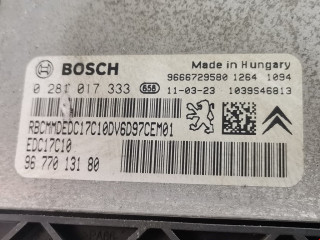 BOSCH
Made in Hungary
9666729580 1264 1094
0 281 017 333 658 11-03-23 1039S46813
RBCMMDEDC17C10DV6D97CEM01
EDC17C10
96 770 131 80